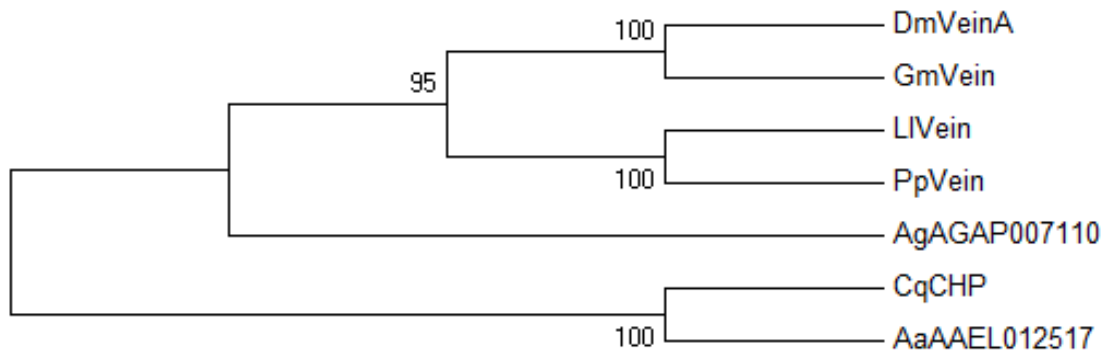 DmVeinA
100
GmVein
95
LlVein
100
PpVein
AgAGAP007110
CqCHP
100
AaAAEL012517